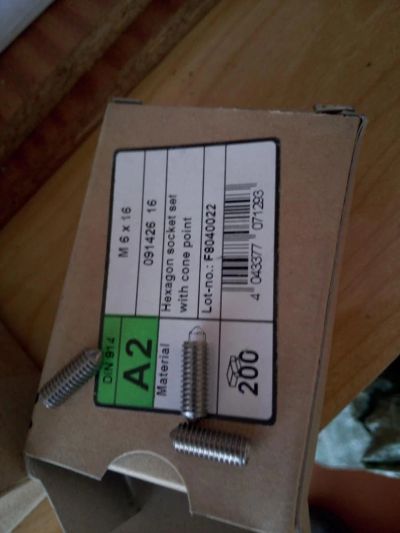 DIN 914
M 6 x 16
A2
091426 16
Material
Hexagon socket set
with cone point
Lot-no.: F8040022
200
4 043377 071293